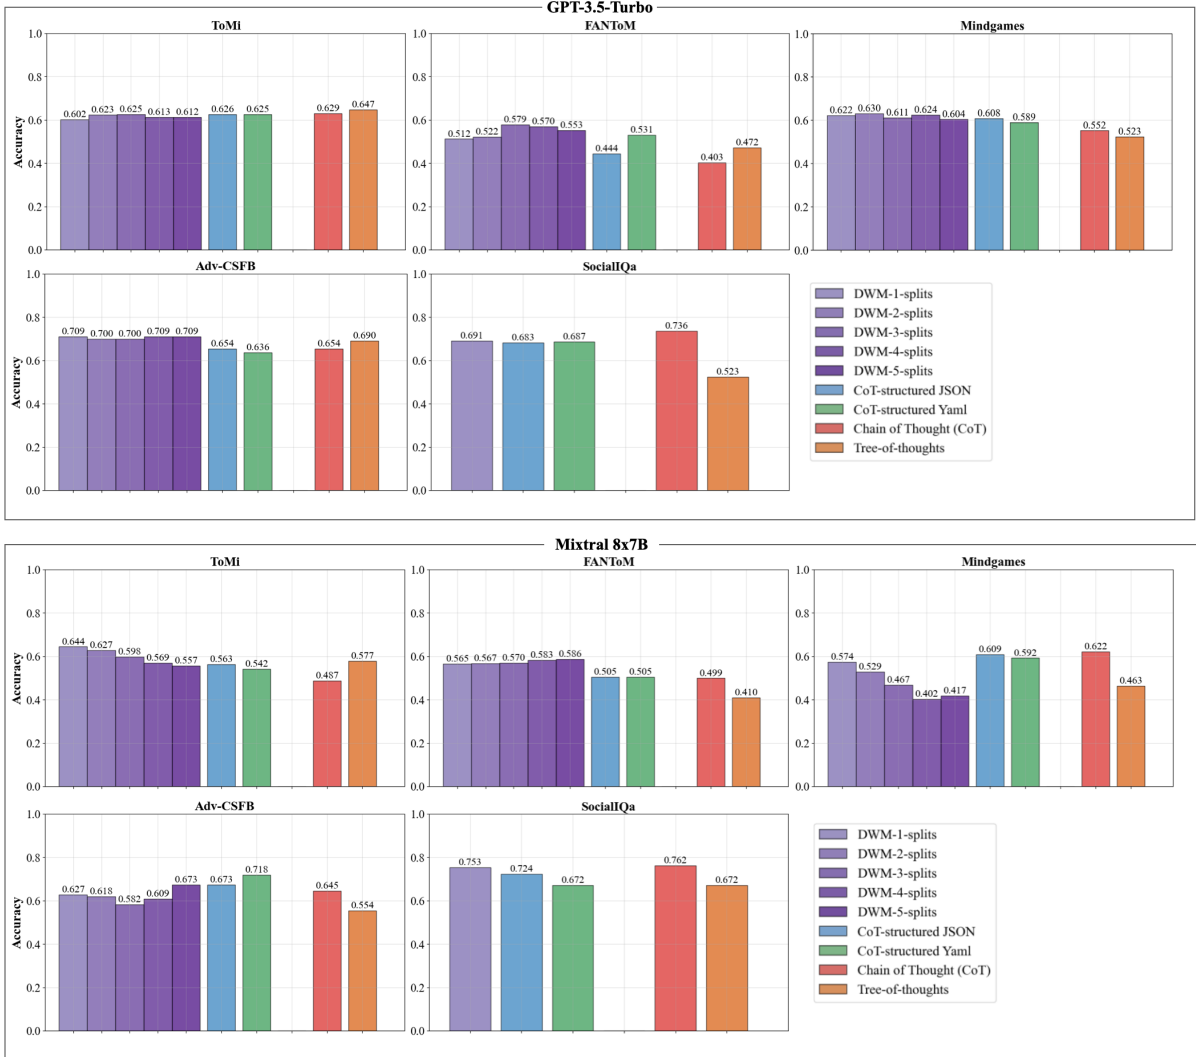 GPT-3.5-Turbo
ToMi
Accuracy
1.0
0.8
0.6
0.4
0.2
0.0
0.602 0.623 0.625 0.613 0.612 0.626 0.625 0.629 0.647
FANToM
1.0
0.8
0.6
0.4
0.2
0.0
0.512 0.522 0.579 0.570 0.553 0.444 0.531 0.403 0.472
Mindgames
1.0
0.8
0.6
0.4
0.2
0.0
0.622 0.630 0.611 0.624 0.604 0.608 0.589 0.552 0.523
Adv-CSFB
Accuracy
1.0
0.8
0.6
0.4
0.2
0.0
0.709 0.700 0.700 0.709 0.709 0.654 0.636 0.654 0.690
SocialIQa
1.0
0.8
0.6
0.4
0.2
0.0
0.691 0.683 0.687 0.736 0.523
DWM-1-splits
DWM-2-splits
DWM-3-splits
DWM-4-splits
DWM-5-splits
CoT-structured JSON
CoT-structured Yaml
Chain of Thought (CoT)
Tree-of-thoughts
Mixtral 8x7B
ToMi
Accuracy
1.0
0.8
0.6
0.4
0.2
0.0
0.644 0.627 0.598 0.569 0.557 0.563 0.542 0.487 0.577
FANToM
1.0
0.8
0.6
0.4
0.2
0.0
0.565 0.567 0.570 0.583 0.586 0.505 0.505 0.499 0.410
Mindgames
1.0
0.8
0.6
0.4
0.2
0.0
0.574 0.529 0.467 0.402 0.417 0.609 0.592 0.622 0.463
Adv-CSFB
Accuracy
1.0
0.8
0.6
0.4
0.2
0.0
0.627 0.618 0.582 0.609 0.673 0.673 0.718 0.645 0.554
SocialIQa
1.0
0.8
0.6
0.4
0.2
0.0
0.753 0.724 0.672 0.762 0.672
DWM-1-splits
DWM-2-splits
DWM-3-splits
DWM-4-splits
DWM-5-splits
CoT-structured JSON
CoT-structured Yaml
Chain of Thought (CoT)
Tree-of-thoughts